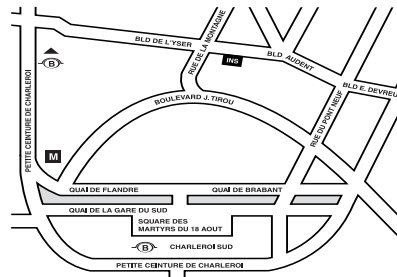 BLD DE L'YSER
RUE DE LA MONTAGNE
INS
BLD AUDENT
BLD E. DEVREU
B
PETITE CEINTURE DE CHARLEROI
BOULEVARD J. TIROU
RUE DU PONT NEUF
M
QUAI DE FLANDRE
QUAI DE BRABANT
QUAI DE LA GARE DU SUD
SQUARE DES
MARTYRS DU 18 AOUT
B
CHARLEROI SUD
PETITE CEINTURE DE CHARLEROI